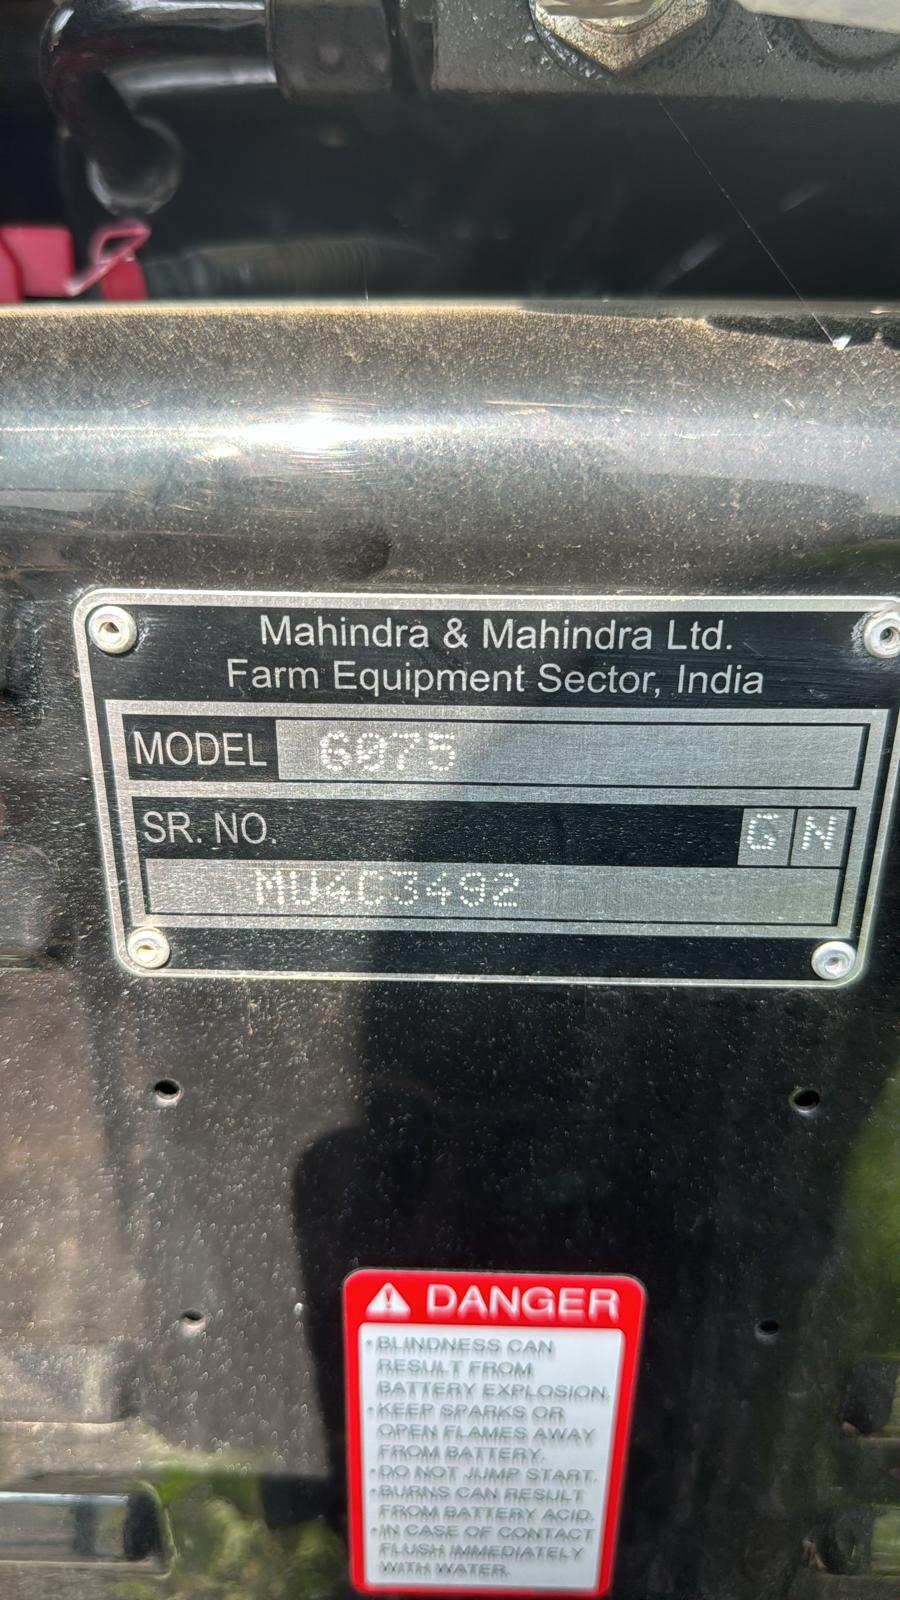 Mahindra & Mahindra Ltd.
Farm Equipment Sector, India
MODEL 6075
SR. NO. G N
MU4C3492
DANGER
• BLINDNESS CAN
RESULT FROM
BATTERY EXPLOSION.
• KEEP SPARKS OR
OPEN FLAMES AWAY
FROM BATTERY.
• DO NOT JUMP START.
• BURNS CAN RESULT
FROM BATTERY ACID.
• IN CASE OF CONTACT
FLUSH IMMEDIATELY
WITH WATER.